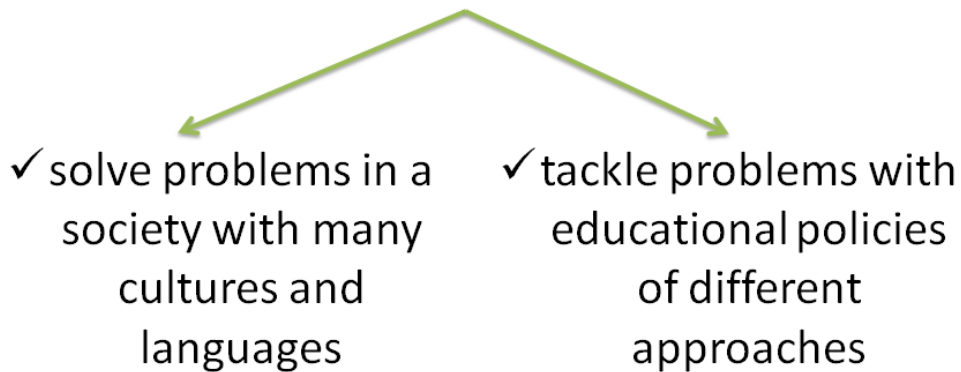 ✓ solve problems in a
society with many
cultures and
languages
✓ tackle problems with
educational policies
of different
approaches